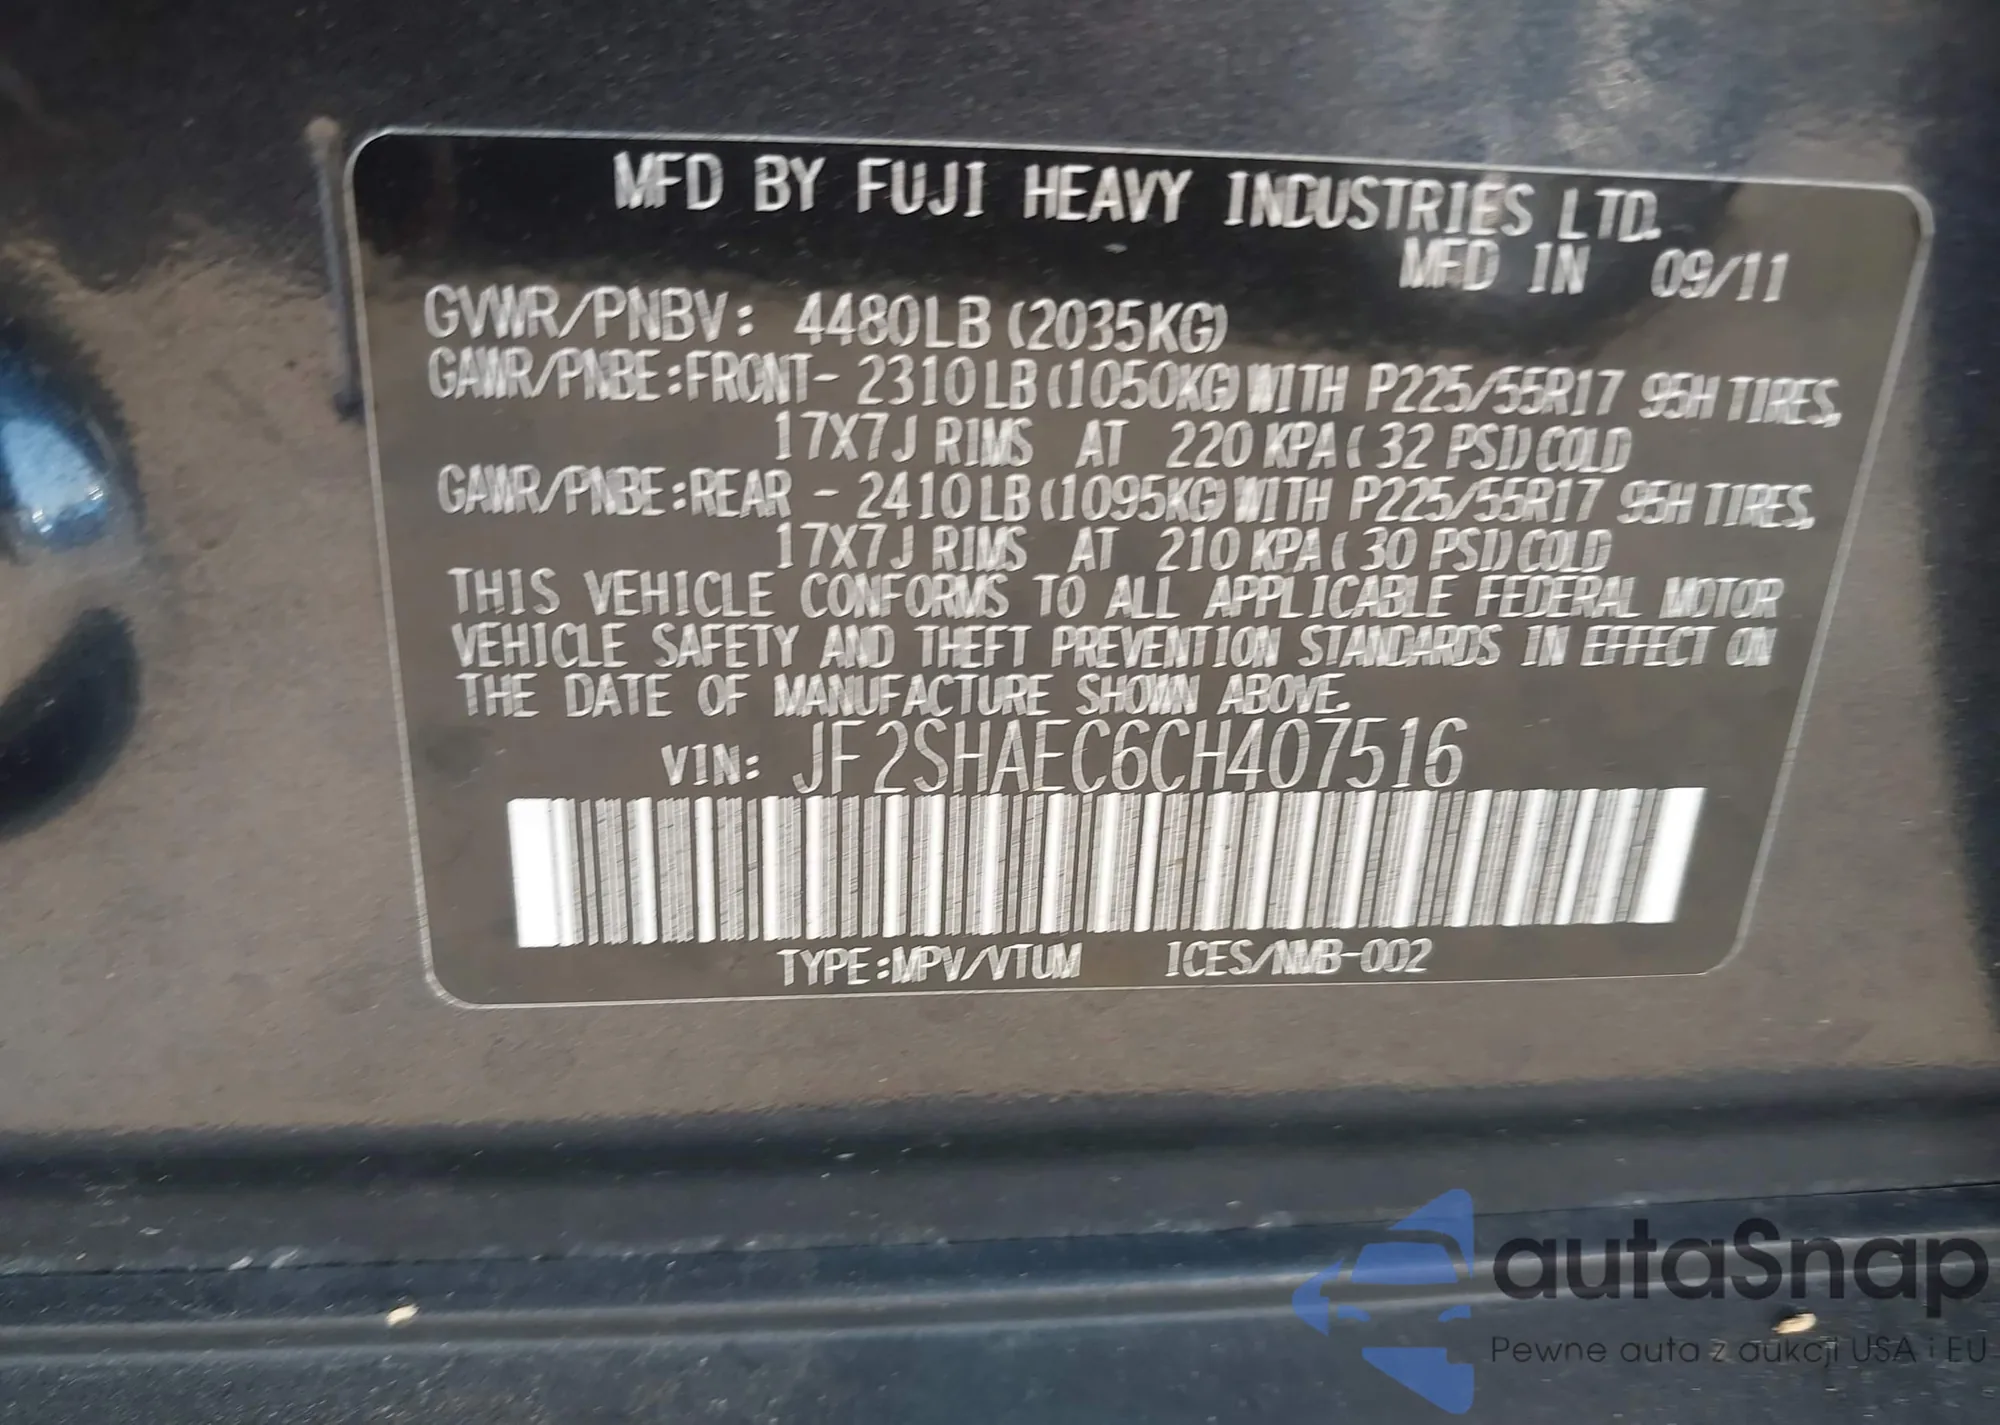 MFD BY FUJI HEAVY INDUSTRIES LTD.
MFD IN 09/11
GVWR/PNBV: 4480LB (2035KG)
GAWR/PNBE:FRONT- 2310LB (1050KG) WITH P225/55R17 95H TIRES,
17X7J RIMS AT 220 KPA ( 32 PSI) COLD
GAWR/PNBE:REAR - 2410LB (1095KG) WITH P225/55R17 95H TIRES,
17X7J RIMS AT 210 KPA ( 30 PSI) COLD
THIS VEHICLE CONFORMS TO ALL APPLICABLE FEDERAL MOTOR
VEHICLE SAFETY AND THEFT PREVENTION STANDARDS IN EFFECT ON
THE DATE OF MANUFACTURE SHOWN ABOVE.
VIN: JF2SHAEC6CH407516
TYPE:MPV/VTUM ICES/NMB-002
autaSnap
Pewne auta z aukcji USA i EU